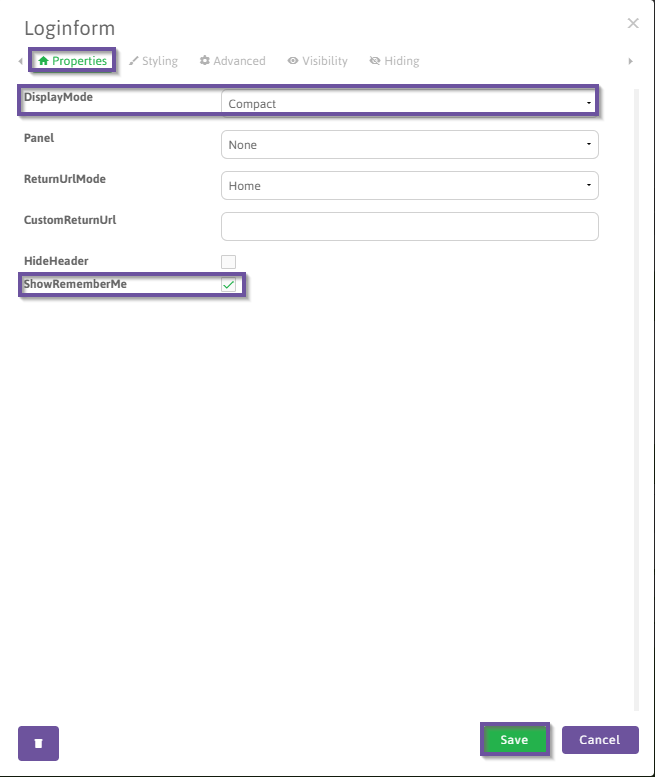 Loginform
Properties Styling Advanced Visibility Hiding
DisplayMode Compact
Panel None
ReturnUrlMode Home
CustomReturnUrl
HideHeader
ShowRememberMe
Save Cancel